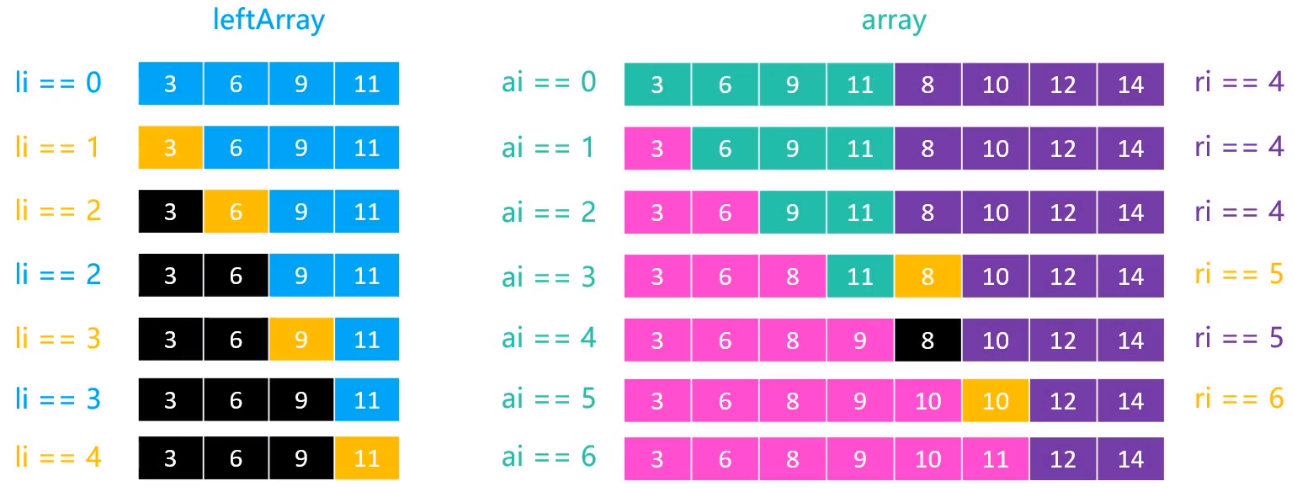 leftArray array
li == 0 3 6 9 11 ai == 0 3 6 9 11 8 10 12 14 ri == 4
li == 1 3 6 9 11 ai == 1 3 6 9 11 8 10 12 14 ri == 4
li == 2 3 6 9 11 ai == 2 3 6 9 11 8 10 12 14 ri == 4
li == 2 3 6 9 11 ai == 3 3 6 8 11 8 10 12 14 ri == 5
li == 3 3 6 9 11 ai == 4 3 6 8 9 8 10 12 14 ri == 5
li == 3 3 6 9 11 ai == 5 3 6 8 9 10 10 12 14 ri == 6
li == 4 3 6 9 11 ai == 6 3 6 8 9 10 11 12 14